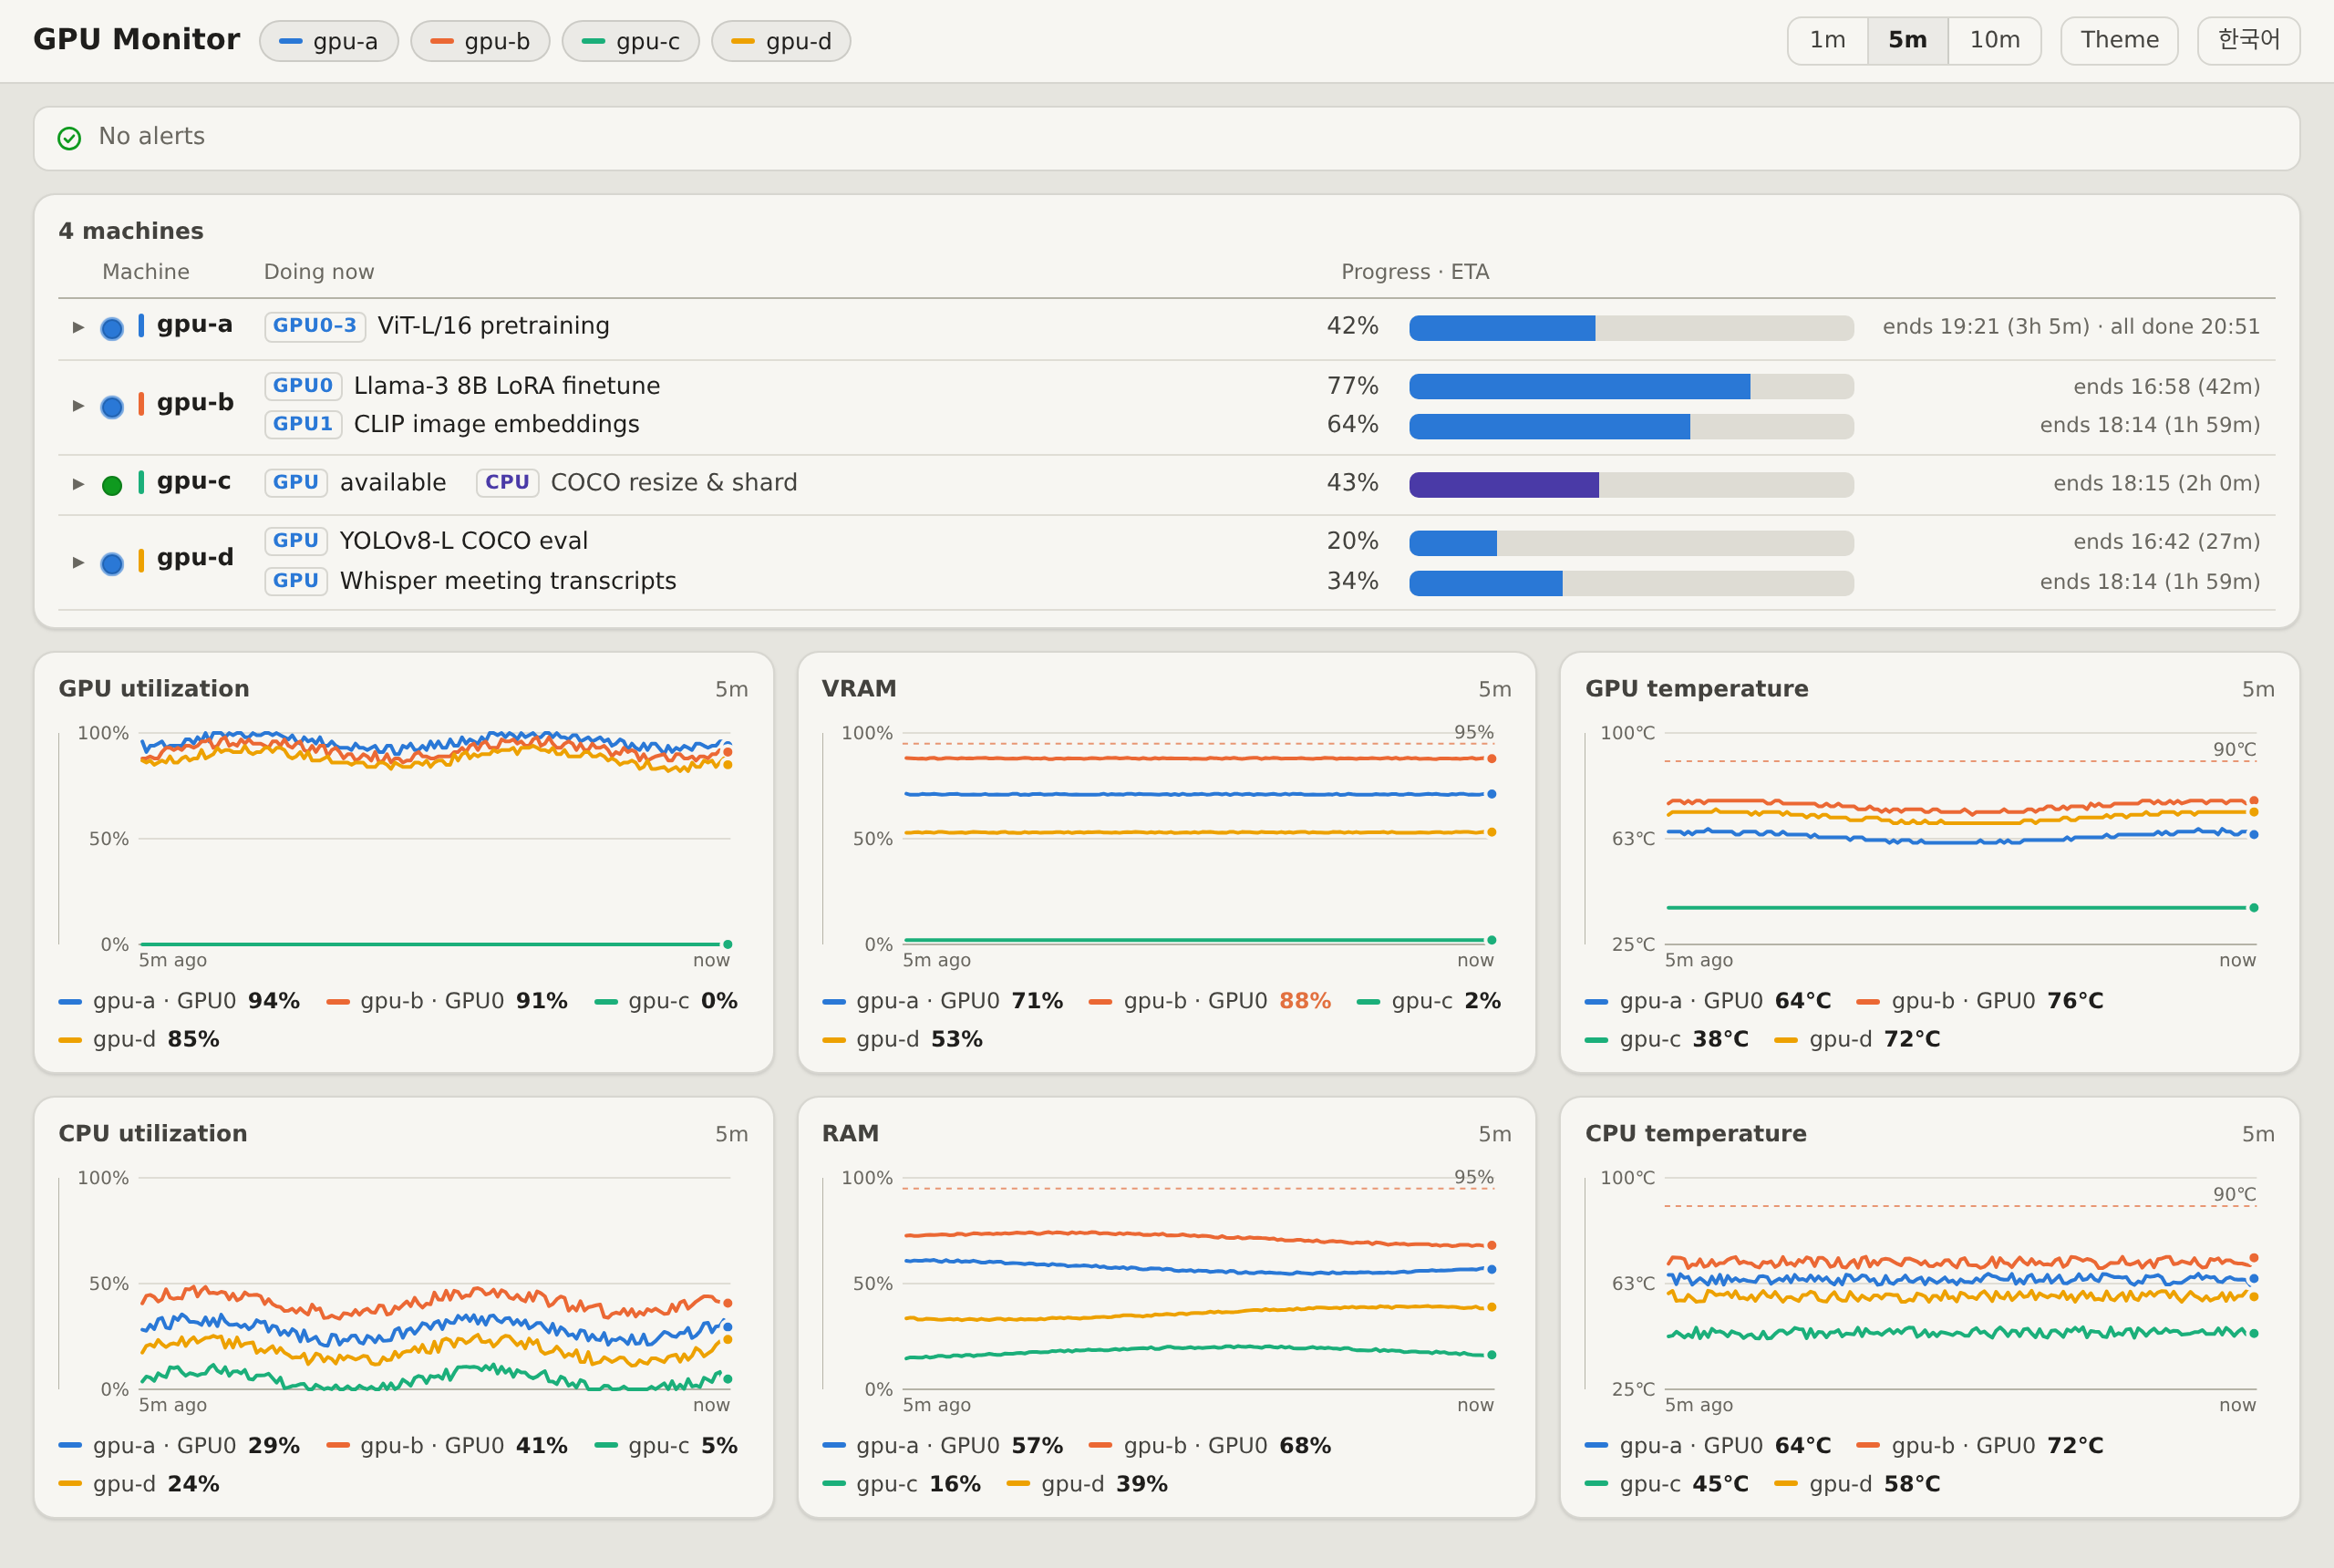 GPU Monitor gpu-a gpu-b gpu-c gpu-d 1m 5m 10m Theme 한국어
No alerts
4 machines
Machine Doing now Progress · ETA
▶ gpu-a GPU0–3 ViT-L/16 pretraining 42% ends 19:21 (3h 5m) · all done 20:51
▶ gpu-b GPU0 Llama-3 8B LoRA finetune 77% ends 16:58 (42m)
GPU1 CLIP image embeddings 64% ends 18:14 (1h 59m)
▶ gpu-c GPU available CPU COCO resize & shard 43% ends 18:15 (2h 0m)
▶ gpu-d GPU YOLOv8-L COCO eval 20% ends 16:42 (27m)
GPU Whisper meeting transcripts 34% ends 18:14 (1h 59m)
GPU utilization 5m
100%
50%
0%
5m ago now
gpu-a · GPU0 94% gpu-b · GPU0 91% gpu-c 0%
gpu-d 85%
VRAM 5m
100% 95%
50%
0%
5m ago now
gpu-a · GPU0 71% gpu-b · GPU0 88% gpu-c 2%
gpu-d 53%
GPU temperature 5m
100℃
90℃
63℃
25℃
5m ago now
gpu-a · GPU0 64°C gpu-b · GPU0 76°C
gpu-c 38°C gpu-d 72°C
CPU utilization 5m
100%
50%
0%
5m ago now
gpu-a · GPU0 29% gpu-b · GPU0 41% gpu-c 5%
gpu-d 24%
RAM 5m
100% 95%
50%
0%
5m ago now
gpu-a · GPU0 57% gpu-b · GPU0 68%
gpu-c 16% gpu-d 39%
CPU temperature 5m
100℃
90℃
63℃
25℃
5m ago now
gpu-a · GPU0 64°C gpu-b · GPU0 72°C
gpu-c 45°C gpu-d 58°C